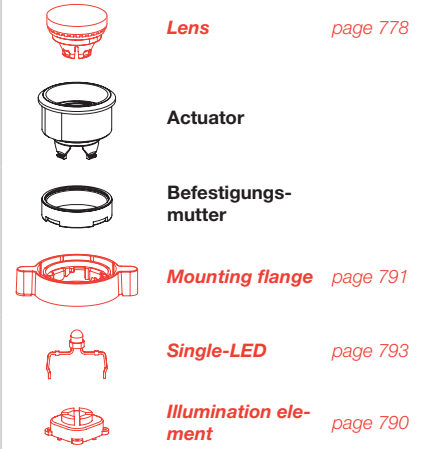 Lens page 778
Actuator
Befestigungs-
mutter
Mounting flange page 791
Single-LED page 793
Illumination ele-
ment page 790